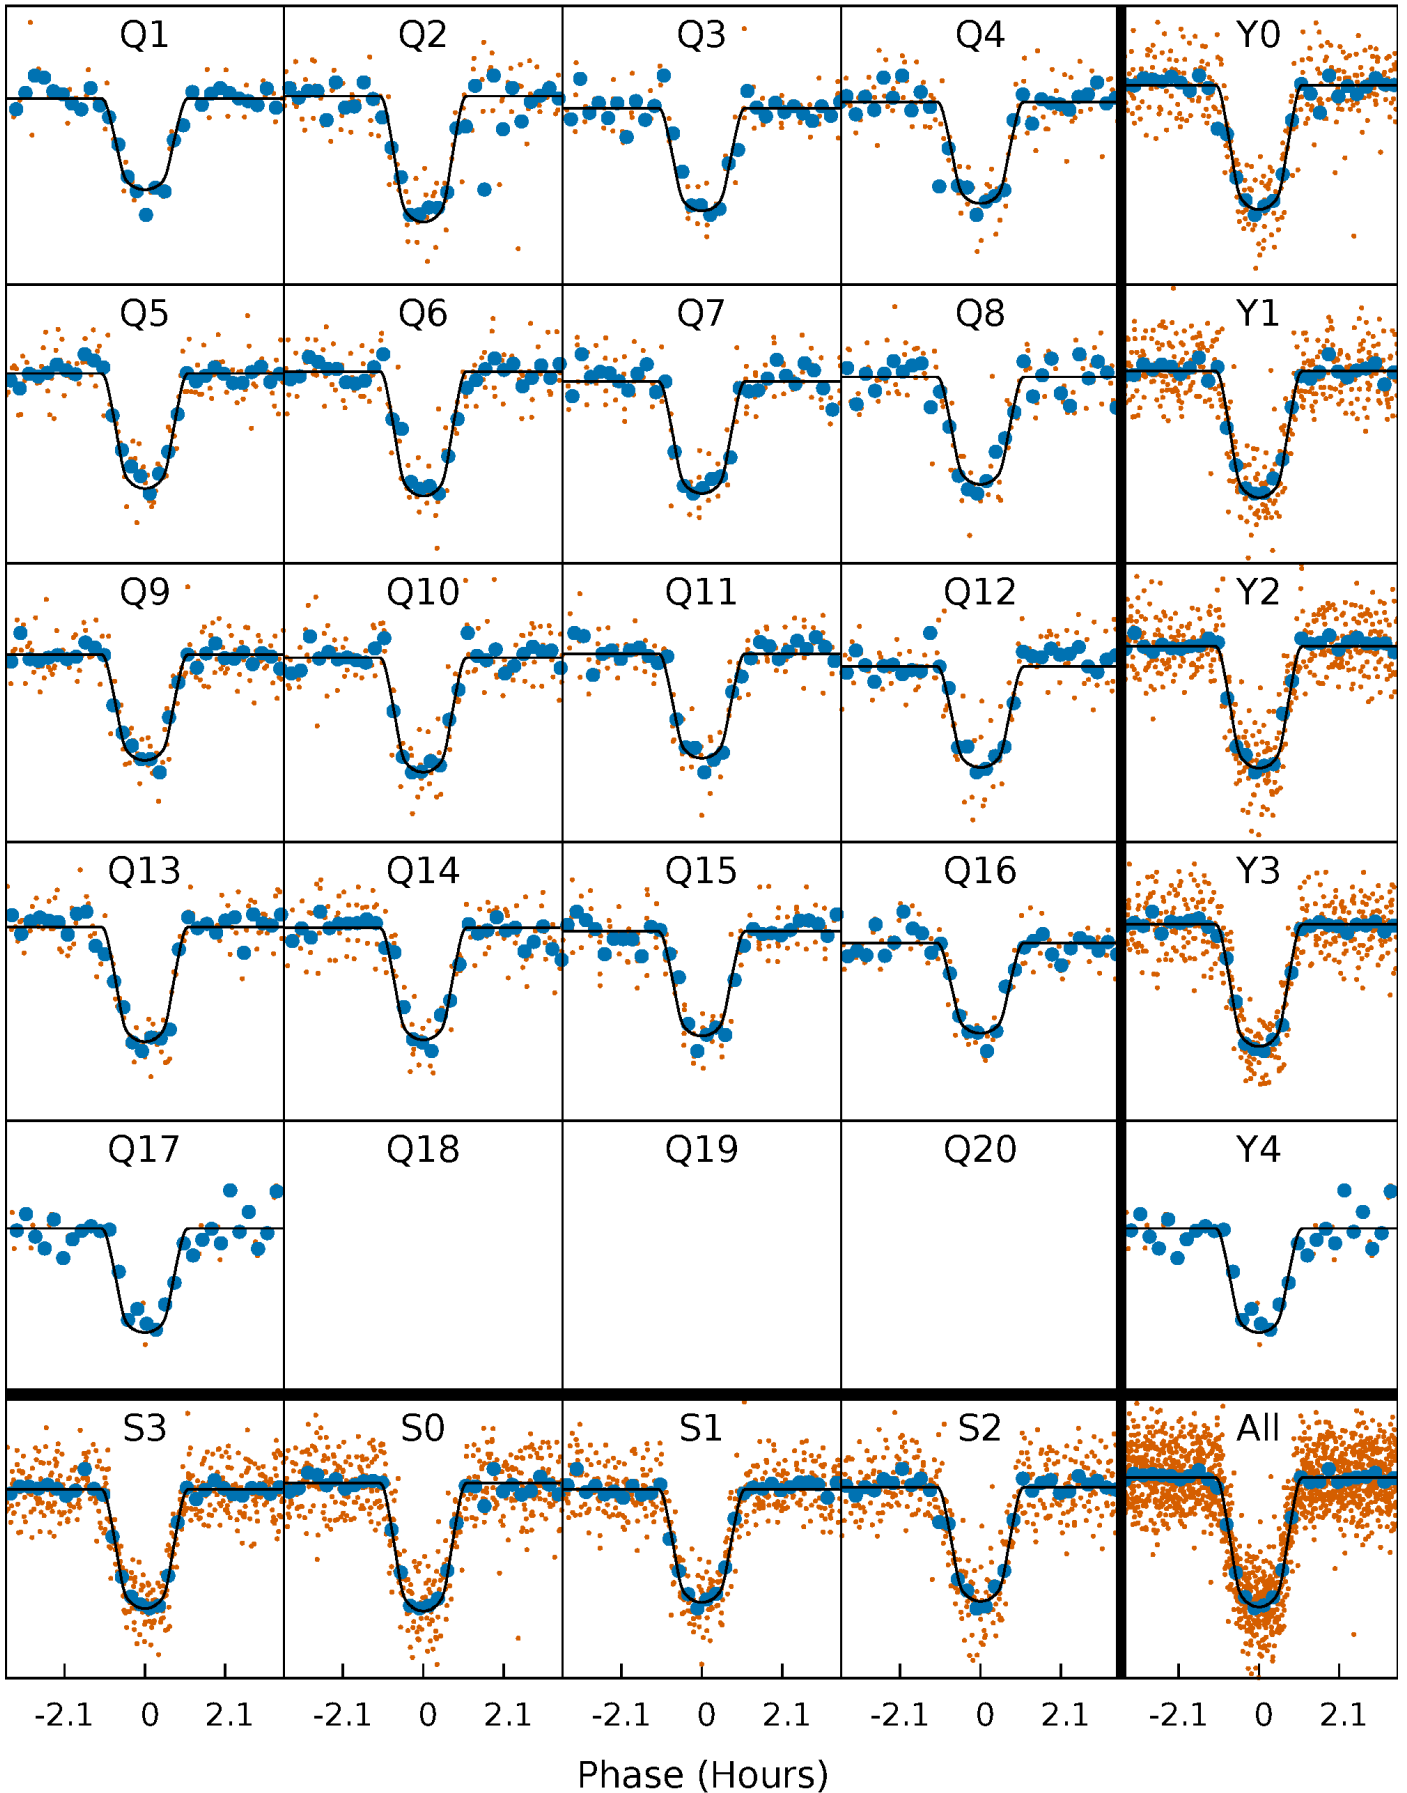 Q1 Q2 Q3 Q4 Y0
Q5 Q6 Q7 Q8 Y1
Q9 Q10 Q11 Q12 Y2
Q13 Q14 Q15 Q16 Y3
Q17 Q18 Q19 Q20 Y4
S3 S0 S1 S2 All
-2.1 0 2.1 -2.1 0 2.1 -2.1 0 2.1 -2.1 0 2.1 -2.1 0 2.1
Phase (Hours)